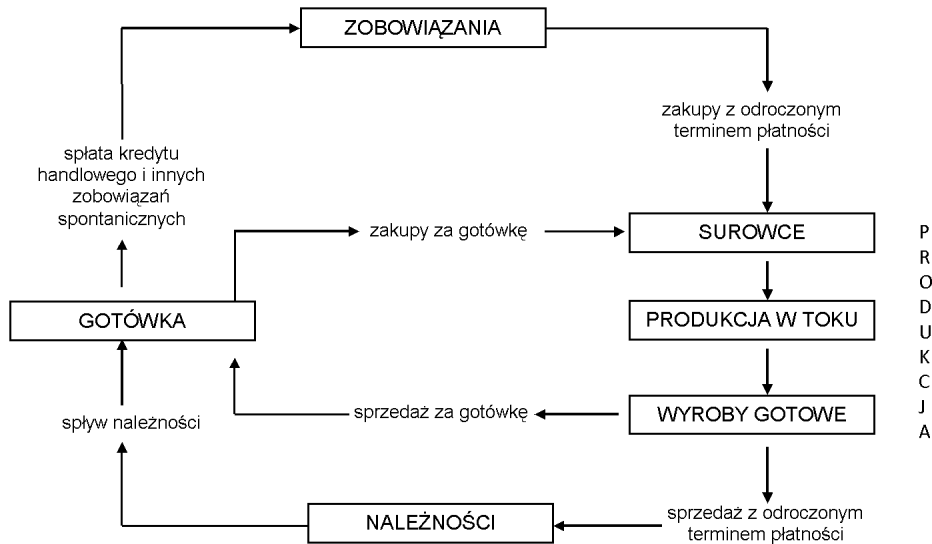 ZOBOWIĄZANIA
zakupy z odroczonym
terminem płatności
spłata kredytu
handlowego i innych
zobowiązań
spontanicznych
zakupy za gotówkę
SUROWCE
GOTÓWKA
PRODUKCJA W TOKU
sprzedaż za gotówkę
WYROBY GOTOWE
spływ należności
NALEŻNOŚCI
sprzedaż z odroczonym
terminem płatności
P
R
O
D
U
K
C
J
A